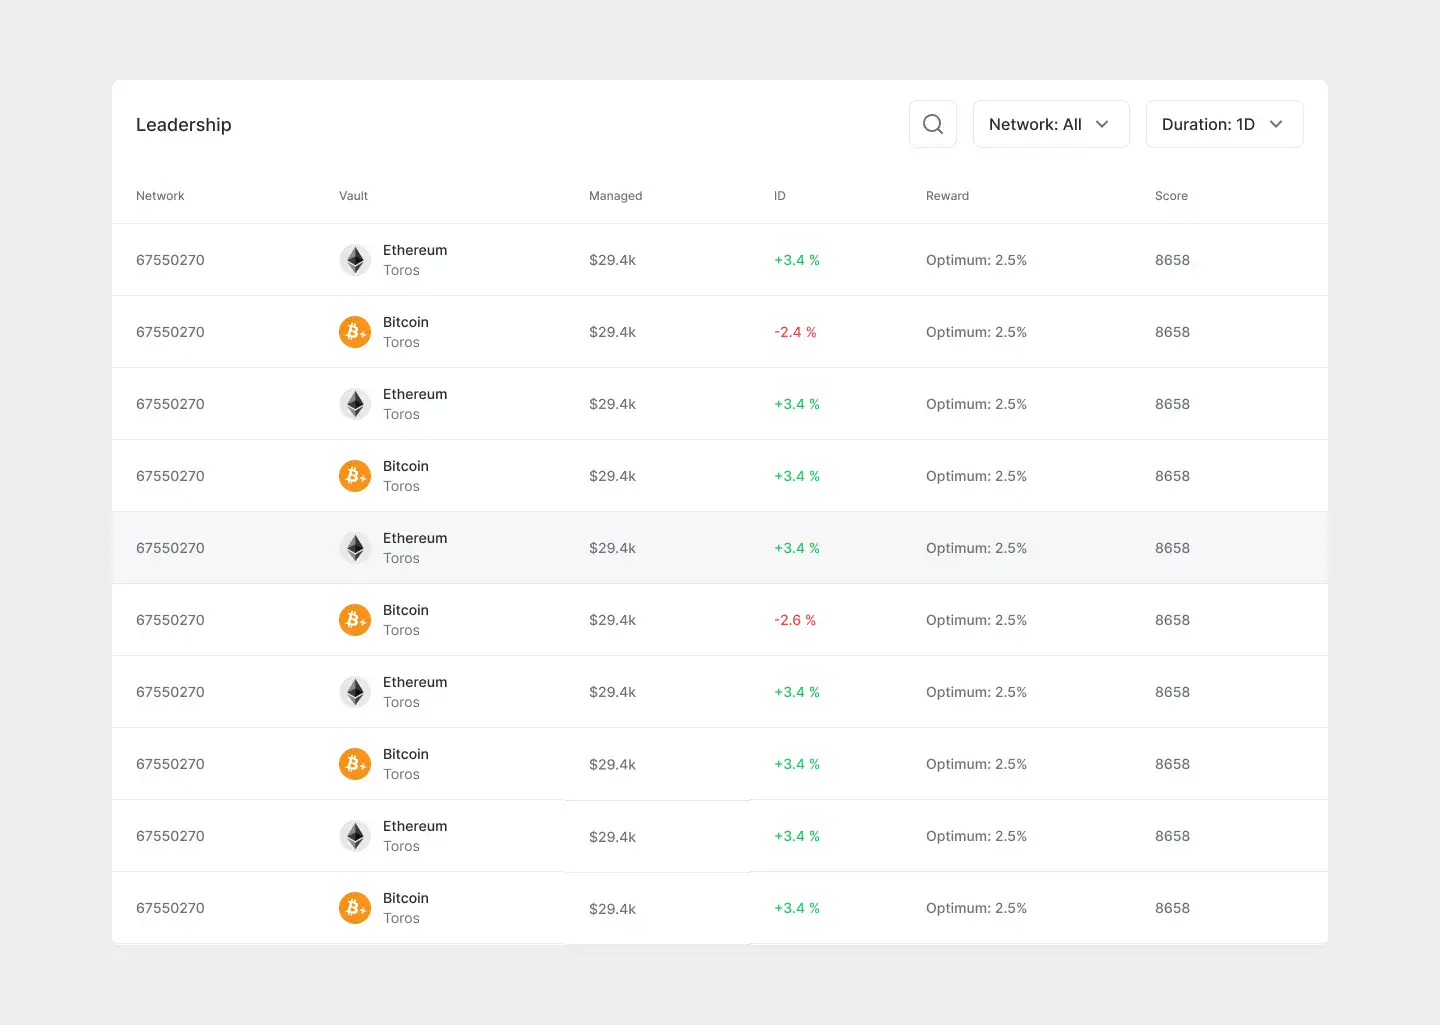 Leadership
Network: All
Duration: 1D
Network Vault Managed ID Reward Score
67550270 Ethereum Toros $29.4k +3.4 % Optimum: 2.5% 8658
67550270 Bitcoin Toros $29.4k -2.4 % Optimum: 2.5% 8658
67550270 Ethereum Toros $29.4k +3.4 % Optimum: 2.5% 8658
67550270 Bitcoin Toros $29.4k +3.4 % Optimum: 2.5% 8658
67550270 Ethereum Toros $29.4k +3.4 % Optimum: 2.5% 8658
67550270 Bitcoin Toros $29.4k -2.6 % Optimum: 2.5% 8658
67550270 Ethereum Toros $29.4k +3.4 % Optimum: 2.5% 8658
67550270 Bitcoin Toros $29.4k +3.4 % Optimum: 2.5% 8658
67550270 Ethereum Toros $29.4k +3.4 % Optimum: 2.5% 8658
67550270 Bitcoin Toros $29.4k +3.4 % Optimum: 2.5% 8658